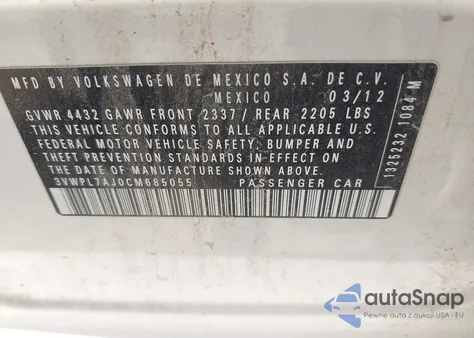 MFD BY VOLKSWAGEN DE MEXICO S.A. DE C.V.
MEXICO 03/12
GVWR 4432 GAWR FRONT 2337/ REAR 2205 LBS
THIS VEHICLE CONFORMS TO ALL APPLICABLE U.S.
FEDERAL MOTOR VEHICLE SAFETY, BUMPER AND
THEFT PREVENTION STANDARDS IN EFFECT ON
THE DATE OF MANUFACTURE SHOWN ABOVE.
3VWPL7AJ0CM685055 PASSENGER CAR
1325232 1084 M
autoSnap
Pewne auto z aukcji USA i EU